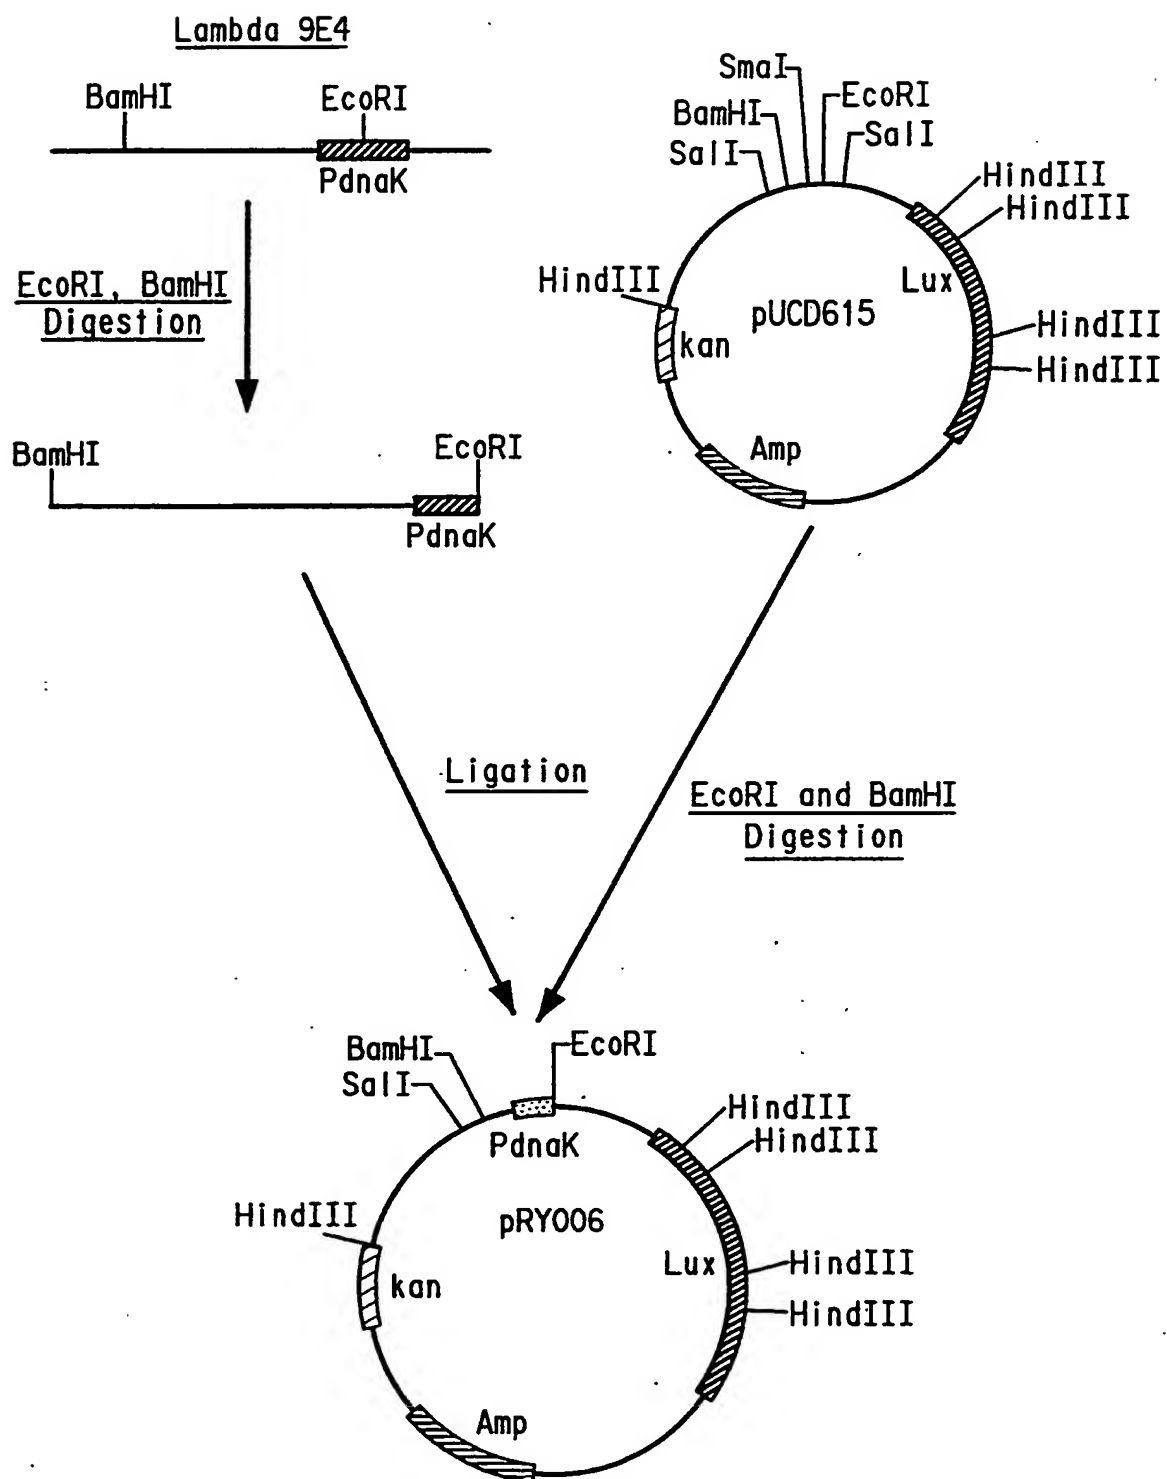 Lambda 9E4
BamHI
EcoRI
PdnaK
EcoRI, BamHI
Digestion
BamHI
EcoRI
PdnaK
SmaI
BamHI
SalI
EcoRI
SalI
HindIII
HindIII
HindIII
Lux
pUCD615
kan
HindIII
HindIII
Amp
Ligation
EcoRI and BamHI
Digestion
BamHI
SalI
EcoRI
PdnaK
HindIII
HindIII
HindIII
pRY006
Lux
kan
HindIII
HindIII
Amp